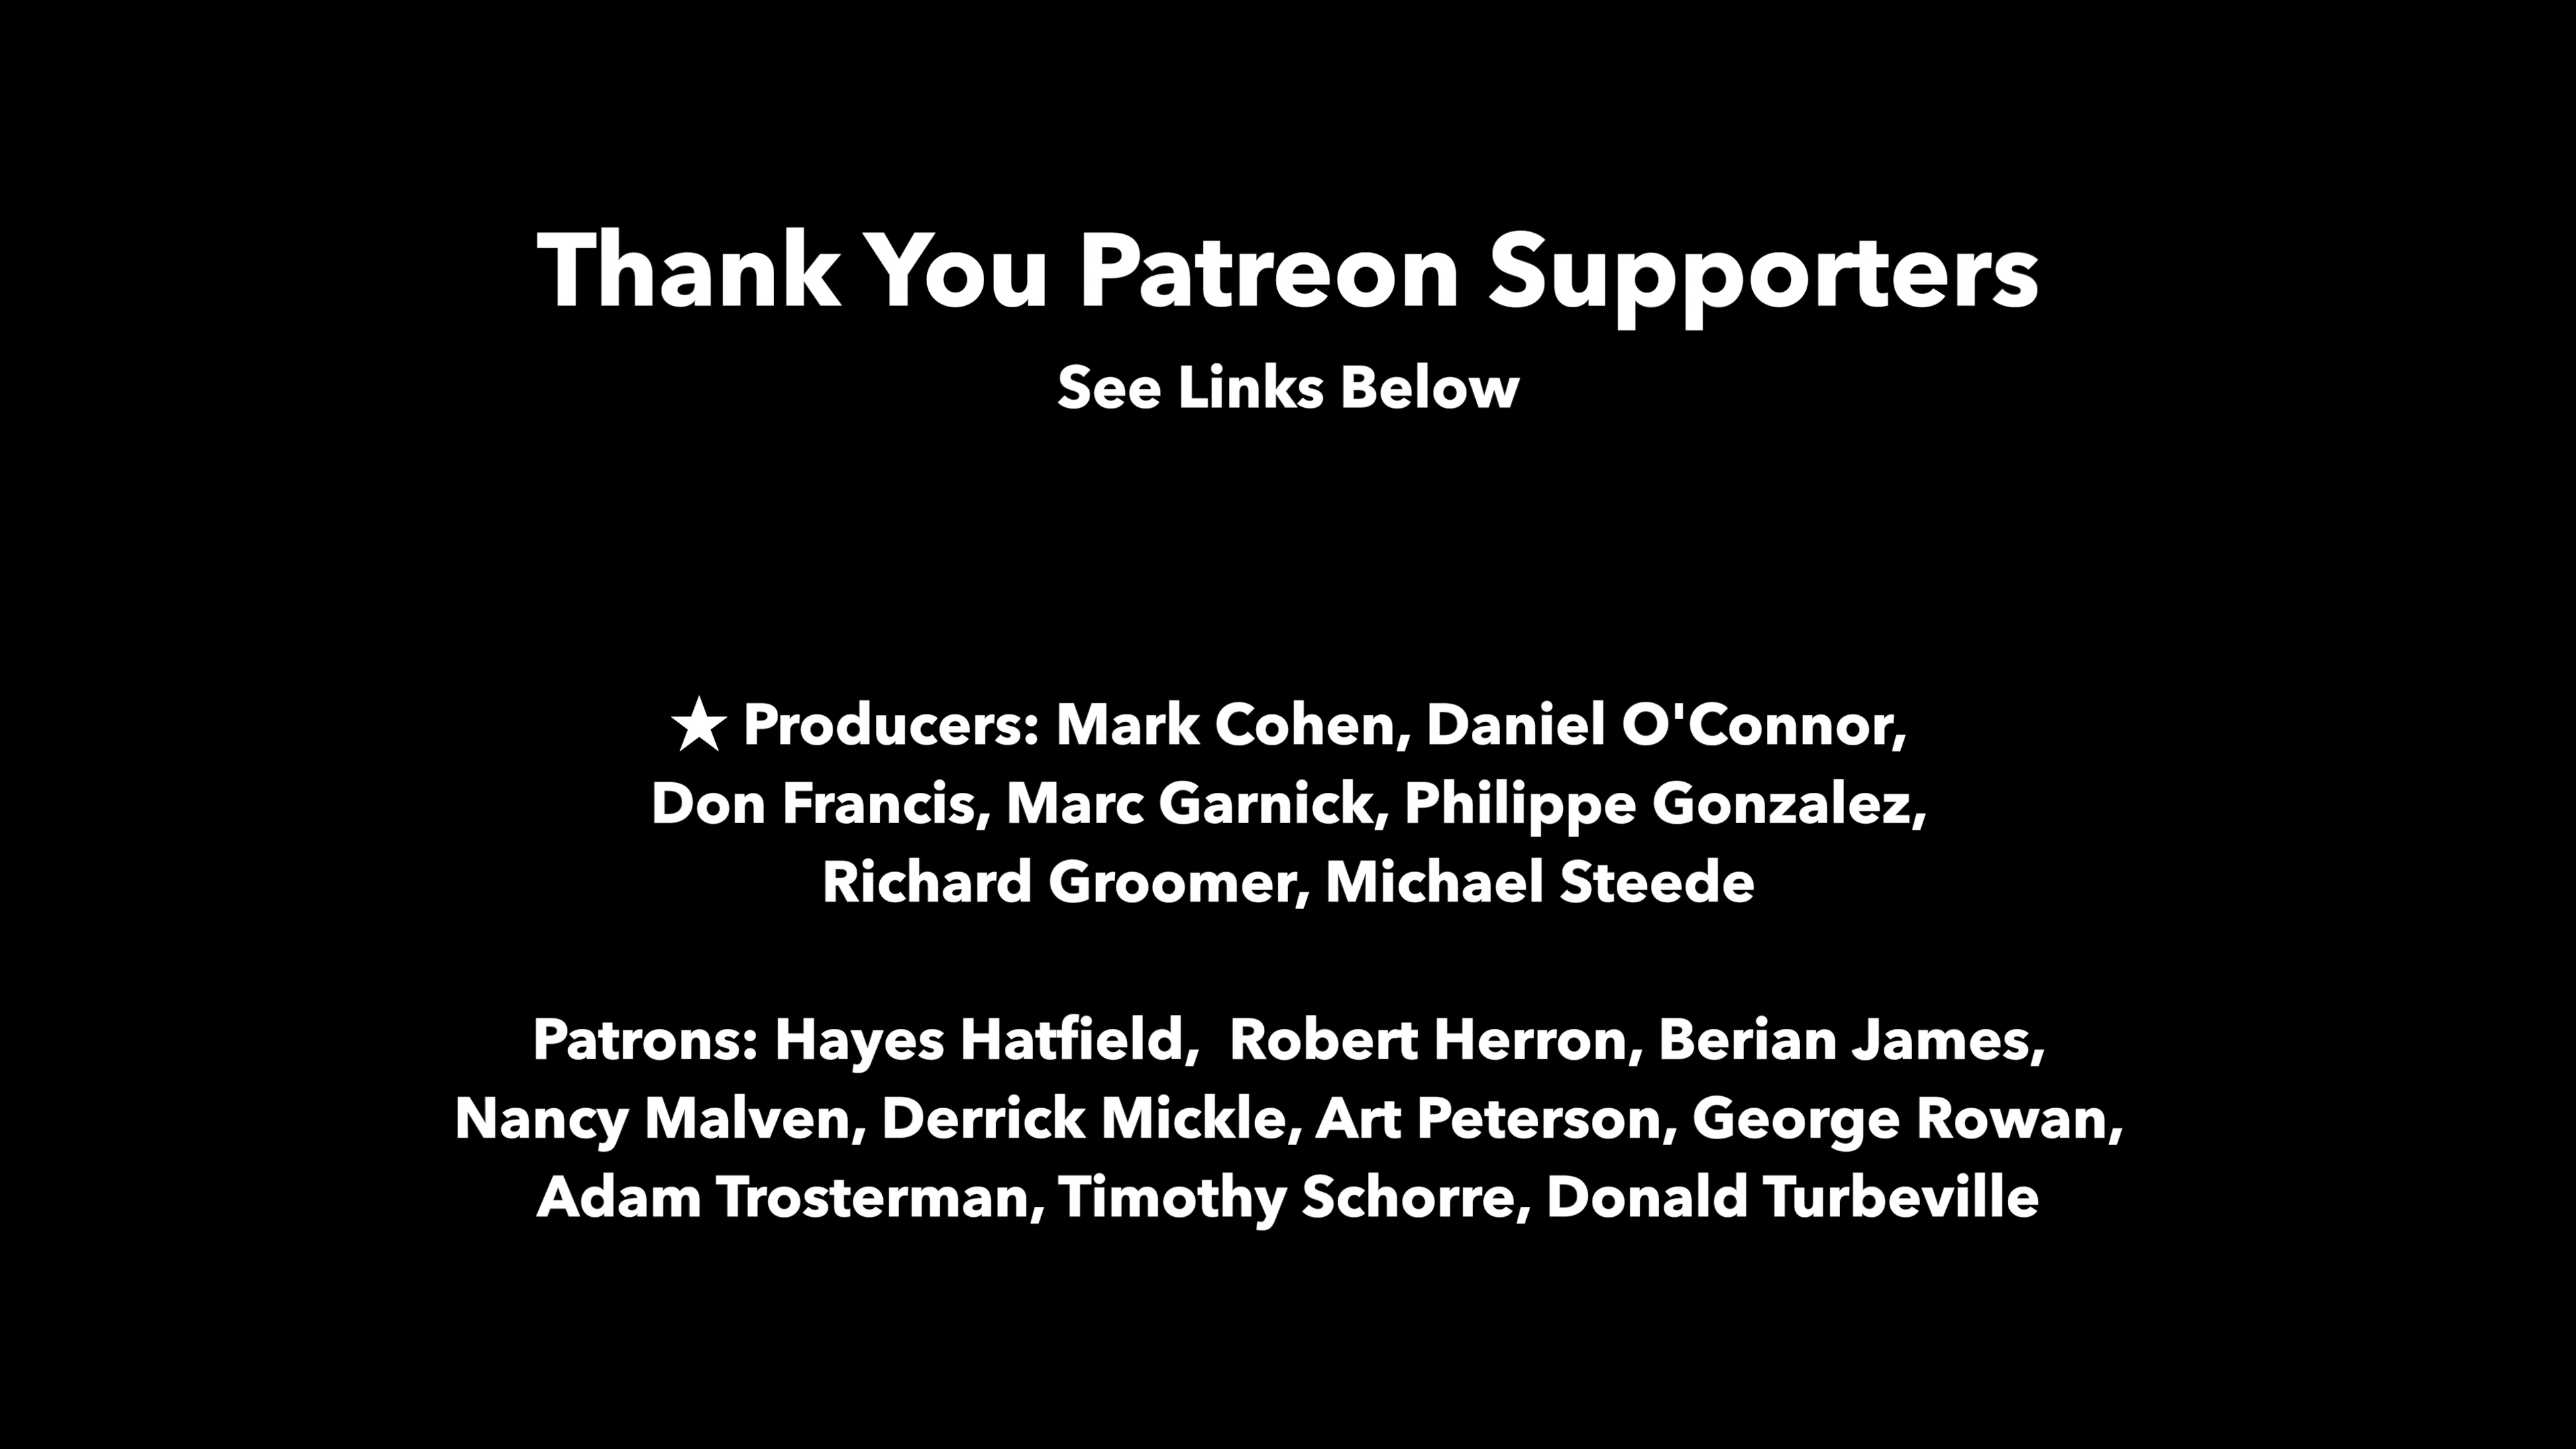 Thank You Patreon Supporters
See Links Below
★ Producers: Mark Cohen, Daniel O'Connor,
Don Francis, Marc Garnick, Philippe Gonzalez,
Richard Groomer, Michael Steede
Patrons: Hayes Hatfield,  Robert Herron, Berian James,
Nancy Malven, Derrick Mickle, Art Peterson, George Rowan,
Adam Trosterman, Timothy Schorre, Donald Turbeville